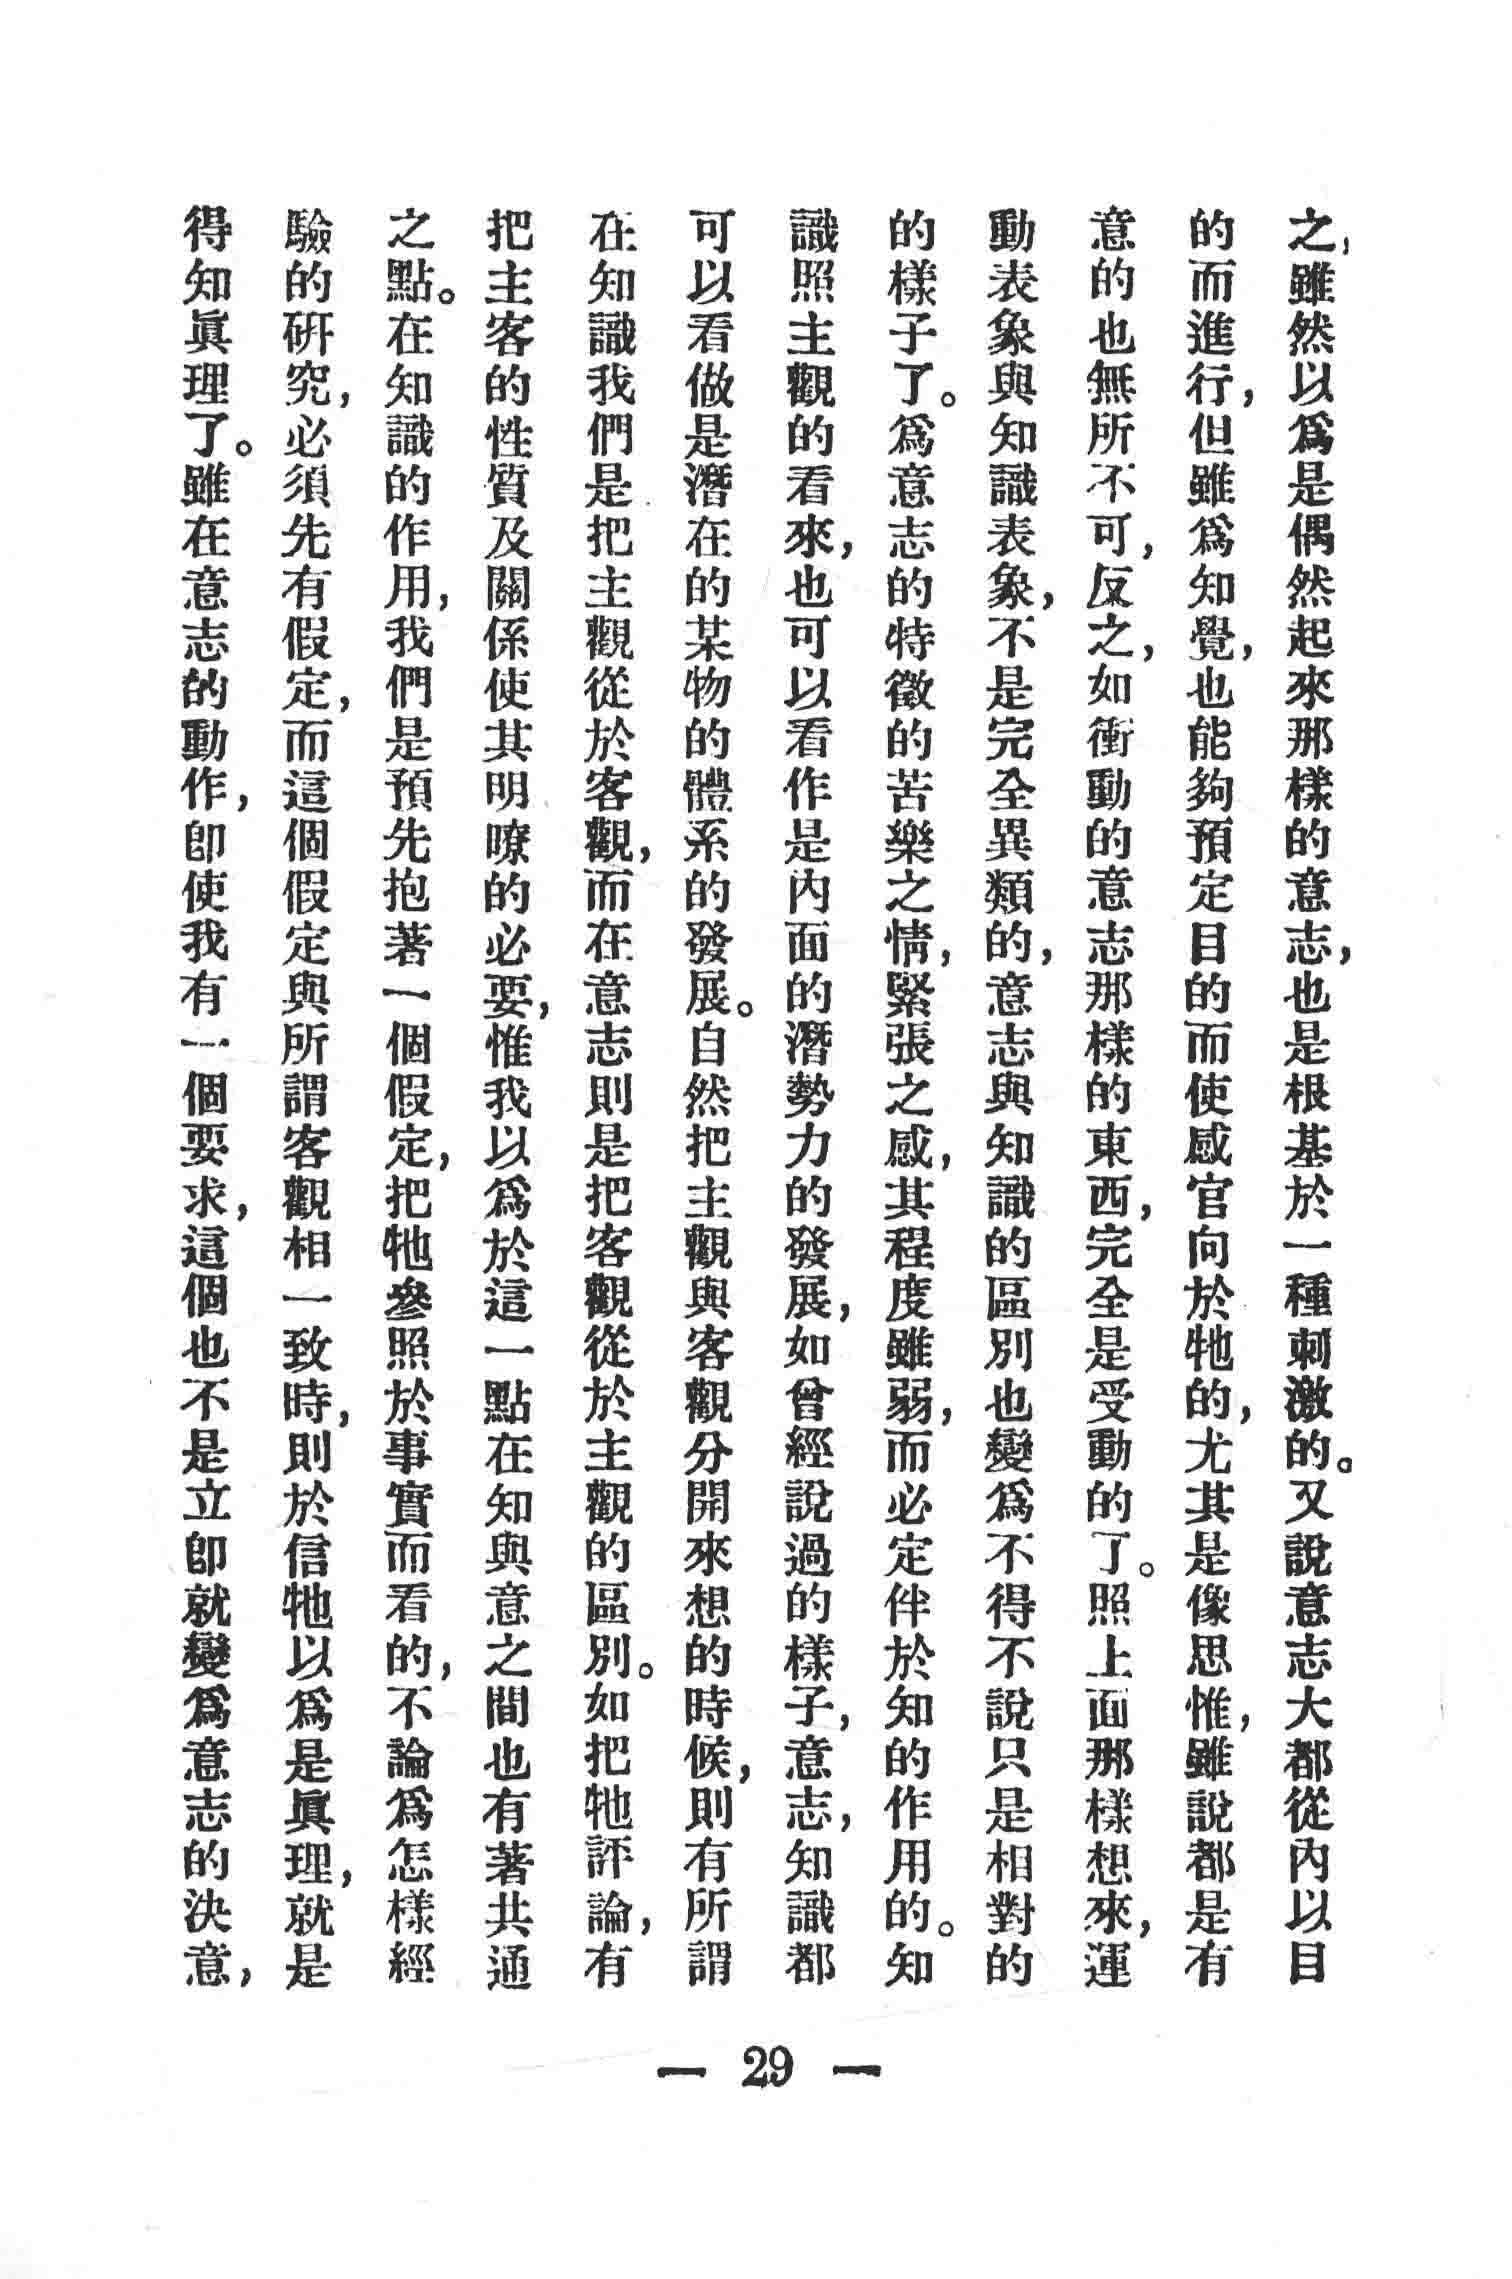 之，雖然以爲是偶然起來那樣的意志，也是根基於一種刺激的。又說意志大都從內以目
的而進行，但雖爲知覺，也能夠預定目的而使感官向於牠的，尤其是像思惟，雖說都是有
意的也無所不可，反之，如衝動的意志那樣的東西，完全是受動的了。照上面那樣想來，運
動表象與知識表象，不是完全異類的，意志與知識的區別也變爲不得不說只是相對的
的樣子了。爲意志的特徵的苦樂之情，緊張之感，其程度雖弱，而必定伴於知的作用的。知
識照主觀的看來，也可以看作是內面的潛勢力的發展，如曾經說過的樣子，意志，知識都
可以看做是潛在的某物的體系的發展。自然把主觀與客觀分開來想的時候，則有所謂
在知識我們是把主觀從於客觀，而在意志則是把客觀從於主觀的區別。如把牠評論，有
把主客的性質及關係使其明嘹的必要，惟我以爲於這一點在知與意之間也有著共通
之點。在知識的作用，我們是預先抱著一個假定，把牠參照於事實而看的，不論爲怎樣經
驗的硏究，必須先有假定，而這個假定與所謂客觀相一致時，則於信牠以爲是眞理，就是
得知眞理了。雖在意志的動作，卽使我有一個要求，這個也不是立卽就變爲意志的決意，
— 29 —